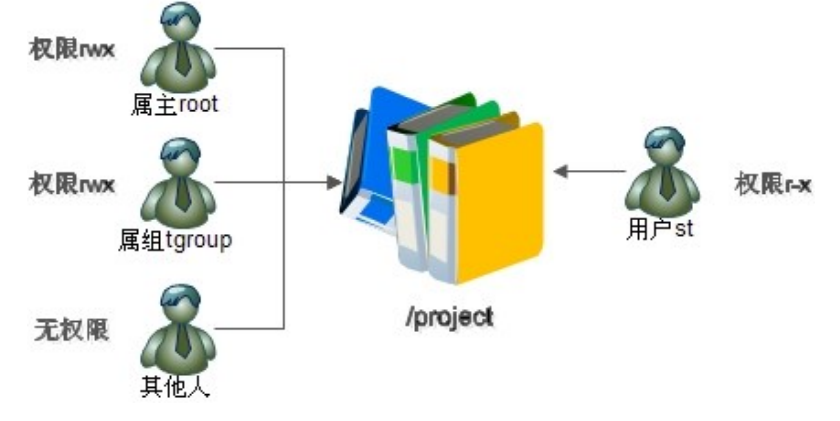 权限rwx
属主root
权限rwx
属组tgroup
无权限
其他人
/project
用户st
权限r-x